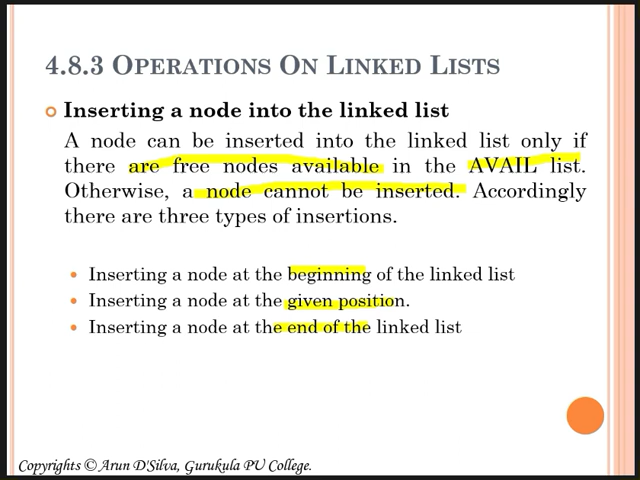 4.8.3 OPERATIONS ON LINKED LISTS
Inserting a node into the linked list
A node can be inserted into the linked list only if
there are free nodes available in the AVAIL list.
Otherwise, a node cannot be inserted. Accordingly
there are three types of insertions.
Inserting a node at the beginning of the linked list
Inserting a node at the given position.
Inserting a node at the end of the linked list
Copyrights © Arun D'Silva, Gurukula PU College.